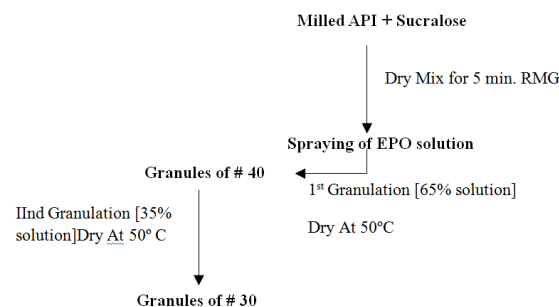 Milled API + Sucralose
Dry Mix for 5 min. RMG
Spraying of EPO solution
Granules of # 40
1st Granulation [65% solution]
Dry At 50ºC
IInd Granulation [35%
solution]Dry At 50º C
Granules of # 30